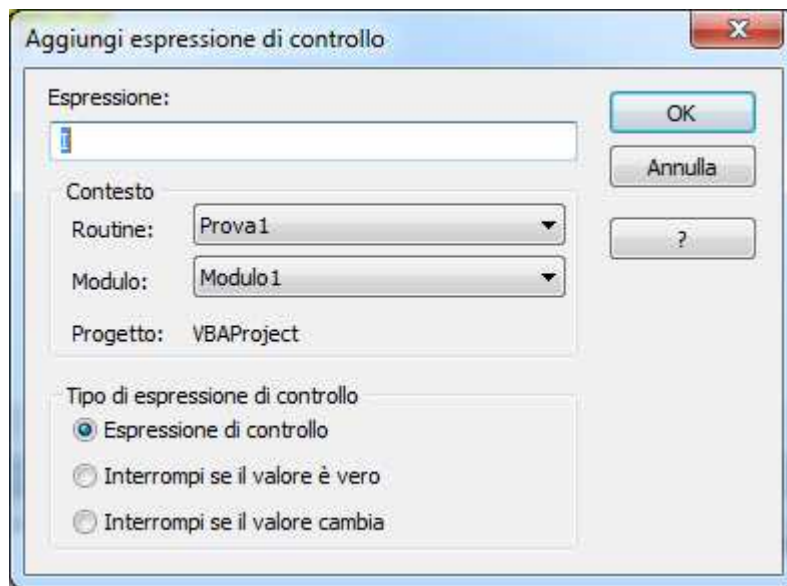 Aggiungi espressione di controllo
Espressione:
I
OK
Annulla
?
Contesto
Routine: Prova1
Modulo: Modulo1
Progetto: VBAProject
Tipo di espressione di controllo
Espressione di controllo
Interrompi se il valore è vero
Interrompi se il valore cambia